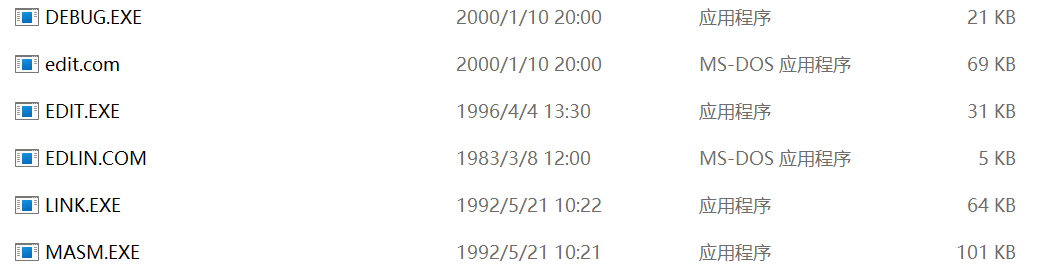 DEBUG.EXE 2000/1/10 20:00 应用程序 21 KB
edit.com 2000/1/10 20:00 MS-DOS 应用程序 69 KB
EDIT.EXE 1996/4/4 13:30 应用程序 31 KB
EDLIN.COM 1983/3/8 12:00 MS-DOS 应用程序 5 KB
LINK.EXE 1992/5/21 10:22 应用程序 64 KB
MASM.EXE 1992/5/21 10:21 应用程序 101 KB